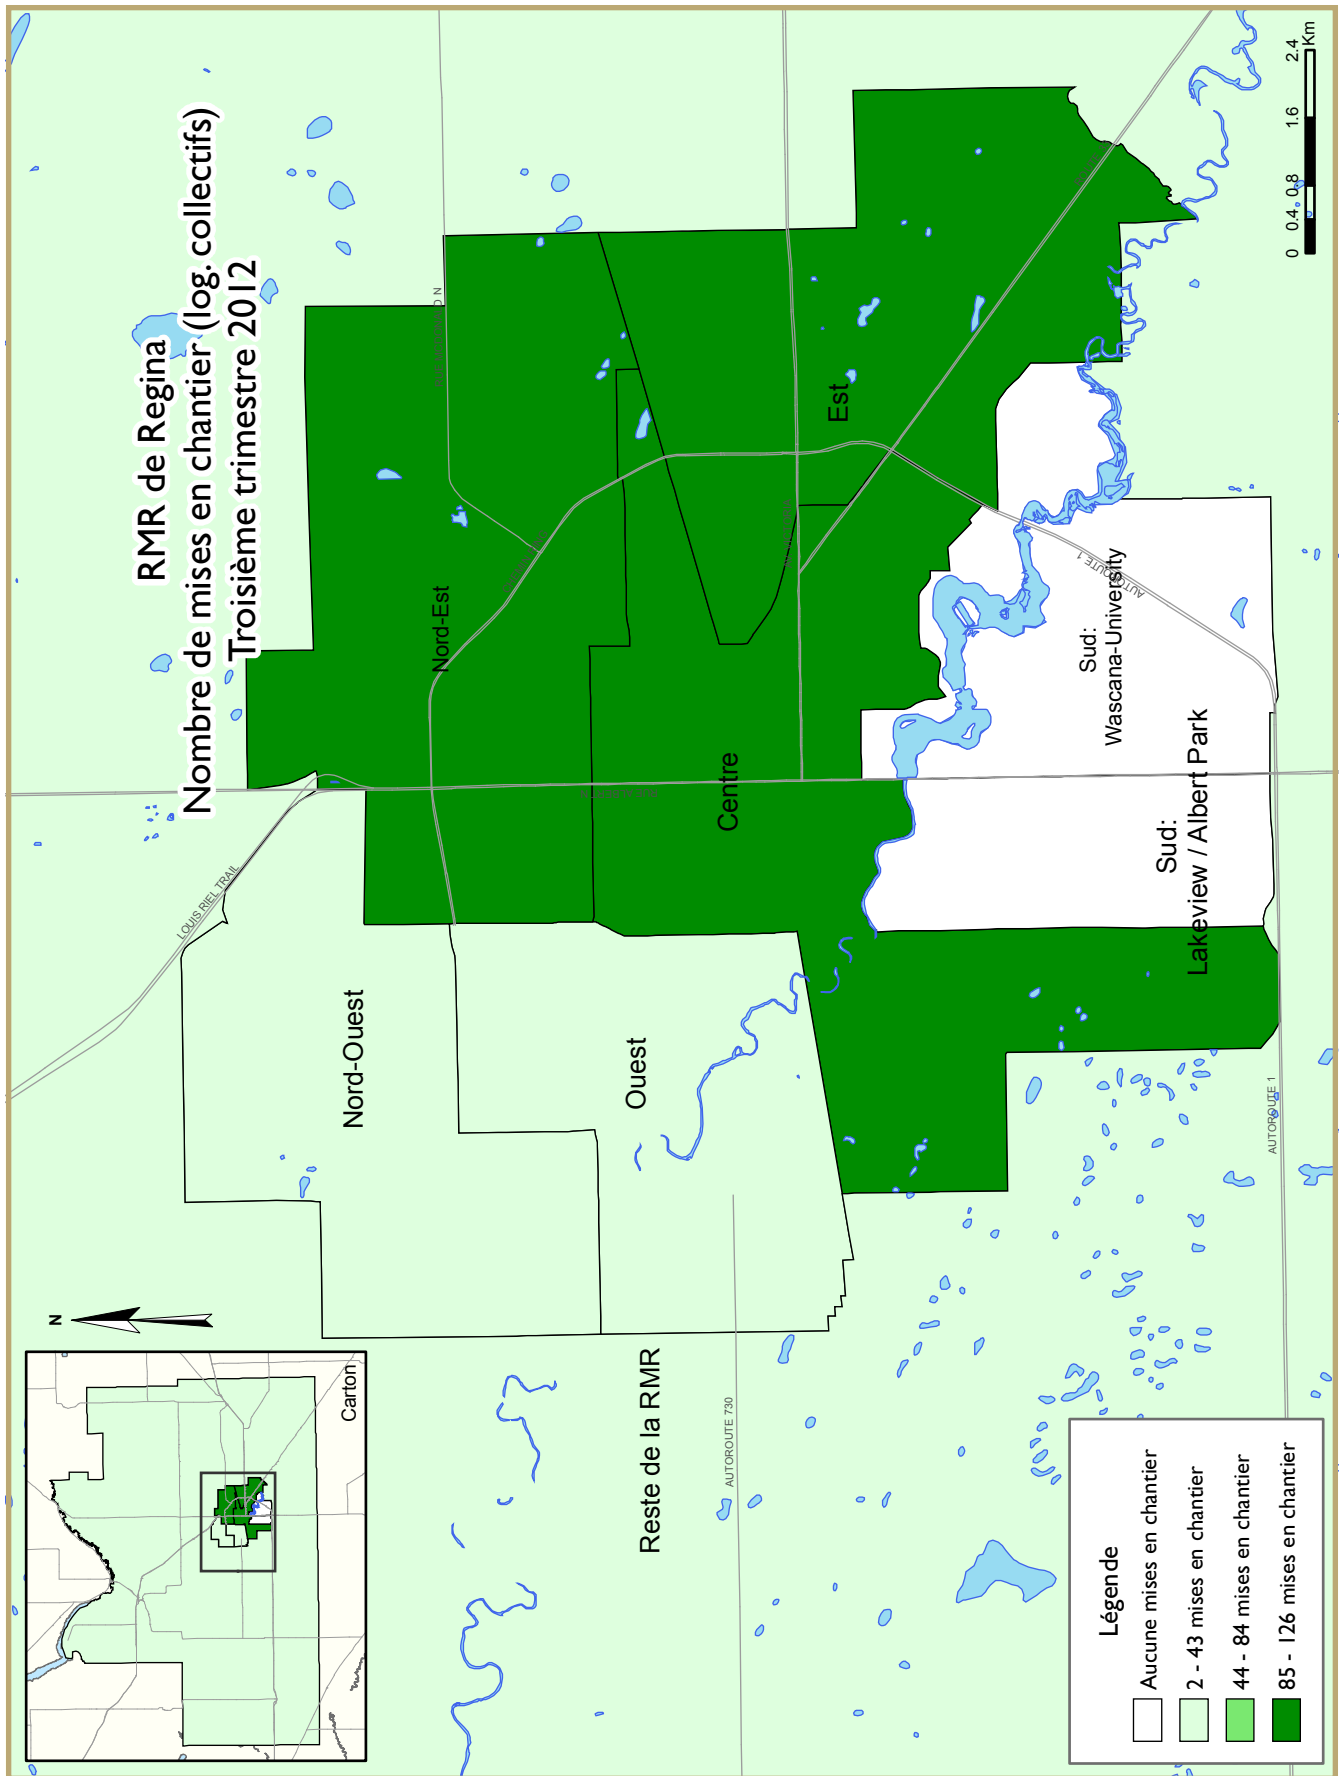 RMR de Regina
Nombre de mises en chantier (log. collectifs)
Troisième trimestre 2012
N
Carton
LOUIS RIEL TRAIL
Nord-Ouest
Nord-Est
Ouest
Centre
Est
Reste de la RMR
AUTOROUTE 730
Sud:
Wascana-University
Sud:
Lakeview / Albert Park
AUTOROUTE 1
AUTOROUTE 1
Légende
Aucune mises en chantier
2 - 43 mises en chantier
44 - 84 mises en chantier
85 - 126 mises en chantier
0 0.4 0.8 1.6 2.4
Km